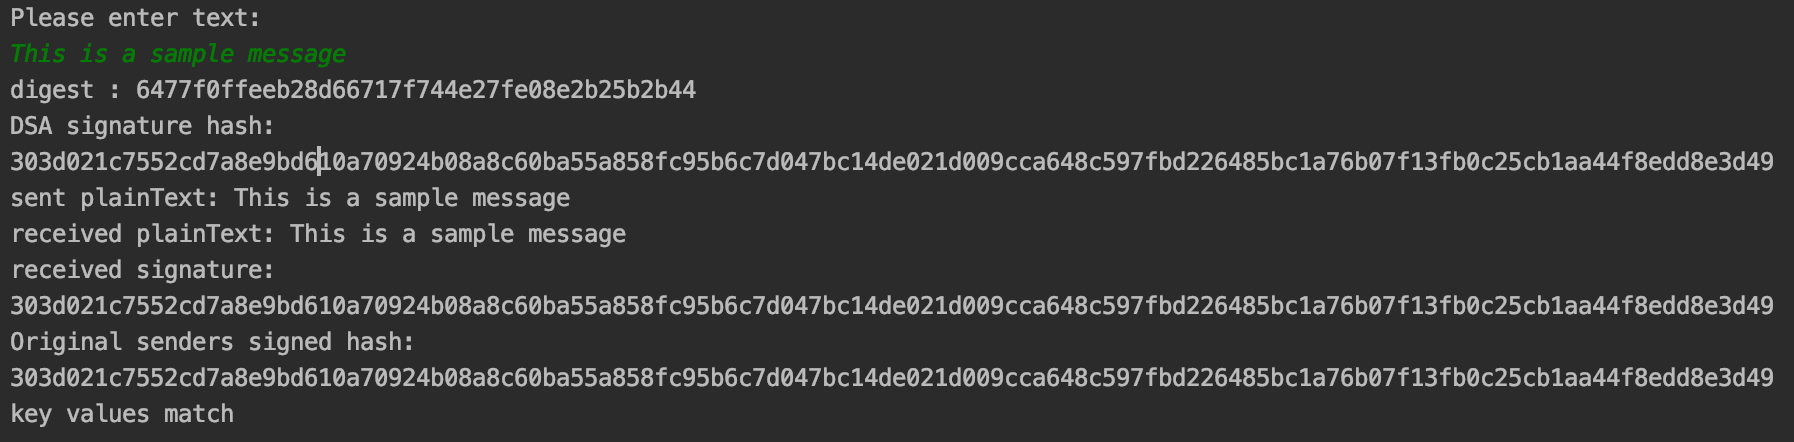 Please enter text:
This is a sample message
digest : 6477f0ffeeb28d66717f744e27fe08e2b25b2b44
DSA signature hash:
303d021c7552cd7a8e9bd610a70924b08a8c60ba55a858fc95b6c7d047bc14de021d009cca648c597fbd226485bc1a76b07f13fb0c25cb1aa44f8edd8e3d49
sent plainText: This is a sample message
received plainText: This is a sample message
received signature:
303d021c7552cd7a8e9bd610a70924b08a8c60ba55a858fc95b6c7d047bc14de021d009cca648c597fbd226485bc1a76b07f13fb0c25cb1aa44f8edd8e3d49
Original senders signed hash:
303d021c7552cd7a8e9bd610a70924b08a8c60ba55a858fc95b6c7d047bc14de021d009cca648c597fbd226485bc1a76b07f13fb0c25cb1aa44f8edd8e3d49
key values match